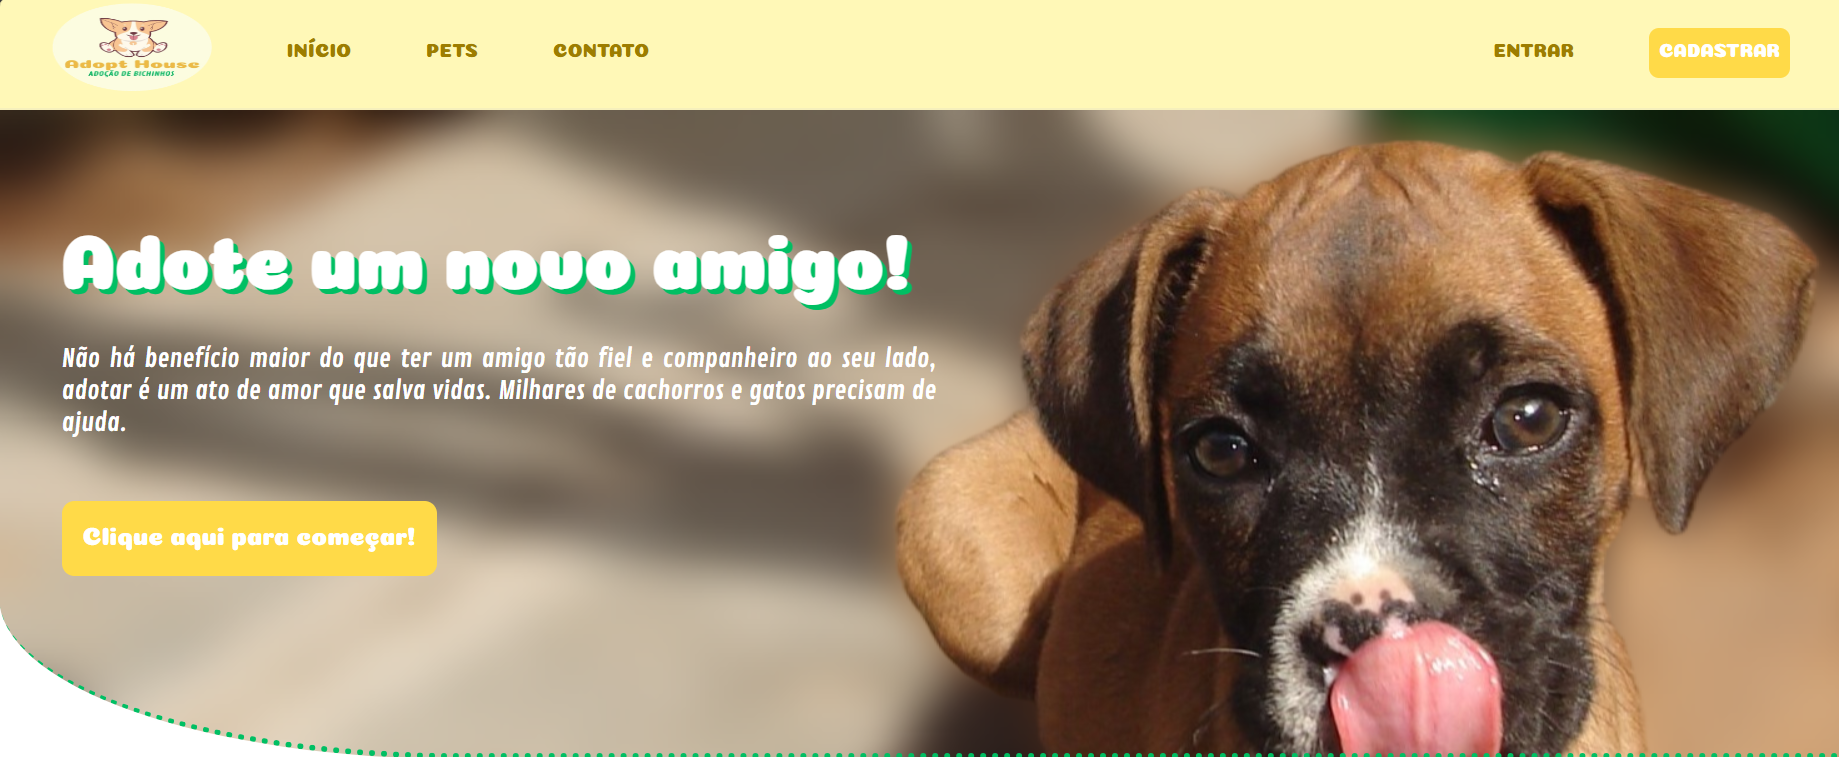 Adopt House
ADOÇÃO DE BICHINHOS
INÍCIO
PETS
CONTATO
ENTRAR
CADASTRAR
Adote um novo amigo!
Não há benefício maior do que ter um amigo tão fiel e companheiro ao seu lado,
adotar é um ato de amor que salva vidas. Milhares de cachorros e gatos precisam de
ajuda.
Clique aqui para começar!